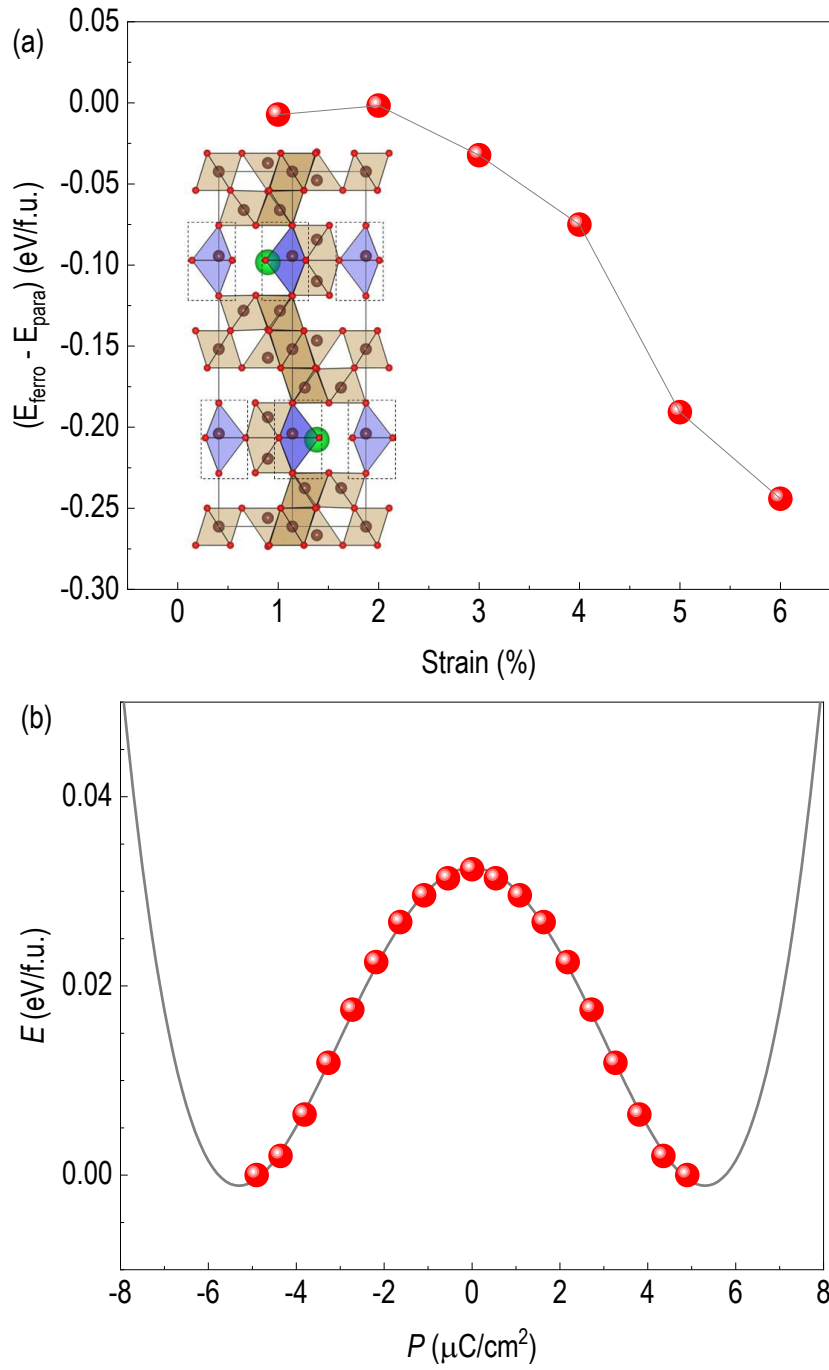 (a)
0.05
0.00
-0.05
-0.10
-0.15
-0.20
-0.25
-0.30
(E_ferro - E_para) (eV/f.u.)
0 1 2 3 4 5 6
Strain (%)
(b)
0.04
0.02
0.00
E (eV/f.u.)
-8 -6 -4 -2 0 2 4 6 8
P (μC/cm²)